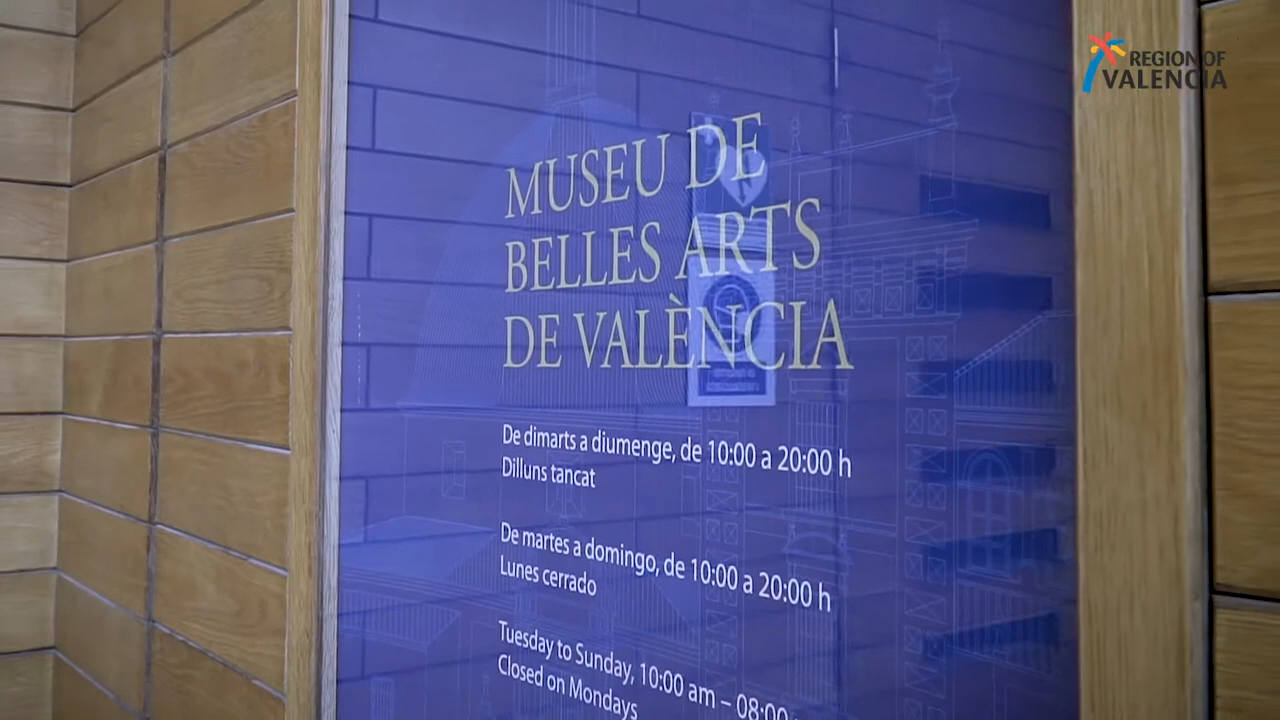 REGION OF
VALENCIA
MUSEU DE
BELLES ARTS
DE VALÈNCIA
De dimarts a diumenge, de 10:00 a 20:00 h
Dilluns tancat
De martes a domingo, de 10:00 a 20:00 h
Lunes cerrado
Tuesday to Sunday, 10:00 am – 08:00
Closed on Mondays